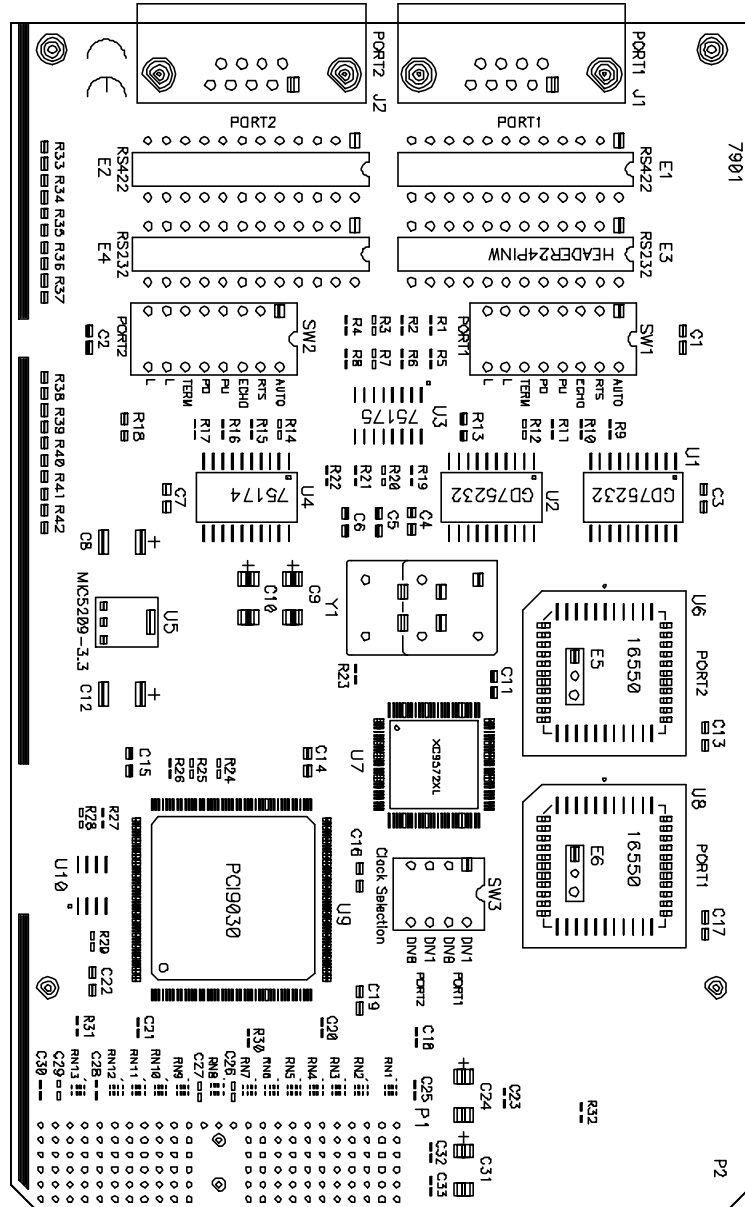 PORT2
J2
PORT1
J1
PORT2
PORT1
7901
E2
RS422
RS422
E1
R33
R34
R35
R36
R37
E4
RS232
HEADER24PINW
RS232
E3
C2
PORT2
SW2
R4
R3
R2
R1
PORT1
SW1
C1
R8
R7
R6
R5
L
L
TERM
PD
PU
ECHO
RTS
AUTO
L
L
TERM
PD
PU
ECHO
RTS
AUTO
R38
R39
R40
R41
R42
R18
R17
R16
R15
R14
75175
U3
R13
R12
R11
R10
R9
C7
75174
U4
R22
R21
R20
R19
GD75232
U2
GD75232
U1
C3
C6
C5
C4
C8
MIC5209-3.3
U5
C10
C9
Y1
U6
16550
E5
PORT2
C12
R23
C11
C13
C15
R26
R25
R24
C14
U7
XC9572XL
U8
16550
E6
PORT1
C17
R28
R27
U10
PCI9030
U9
C16
Clock Selection
SW3
DIV8
DIV1
DIV8
DIV1
PORT2
PORT1
R29
C22
C19
R31
C21
R30
C20
C18
C30
C29
RN13
C28
RN12
RN11
RN10
RN9
C27
RN8
C26
RN7
RN6
RN5
RN4
RN3
RN2
RN1
C25
P1
C24
C23
R32
C32
C33
C31
P2